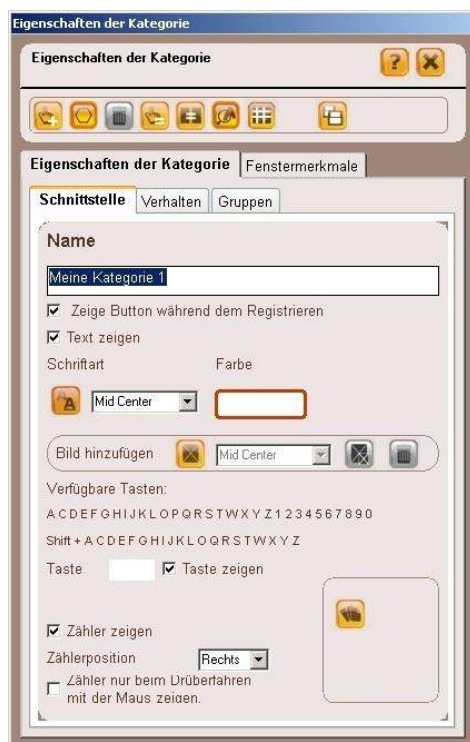 Eigenschaften der Kategorie
Eigenschaften der Kategorie
Eigenschaften der Kategorie Fenstermerkmale
Schnittstelle Verhalten Gruppen
Name
Meine Kategorie 1
Zeige Button während dem Registrieren
Text zeigen
Schriftart Farbe
Mid Center
Bild hinzufügen Mid Center
Verfügbare Tasten:
A C D E F G H I J K L O P Q R S T W X Y Z 1 2 3 4 5 6 7 8 9 0
Shift + A C D E F G H I J K L O Q R S T W X Y Z
Taste Taste zeigen
Zähler zeigen
Zählerposition Rechts
Zähler nur beim Drüberfahren
mit der Maus zeigen.